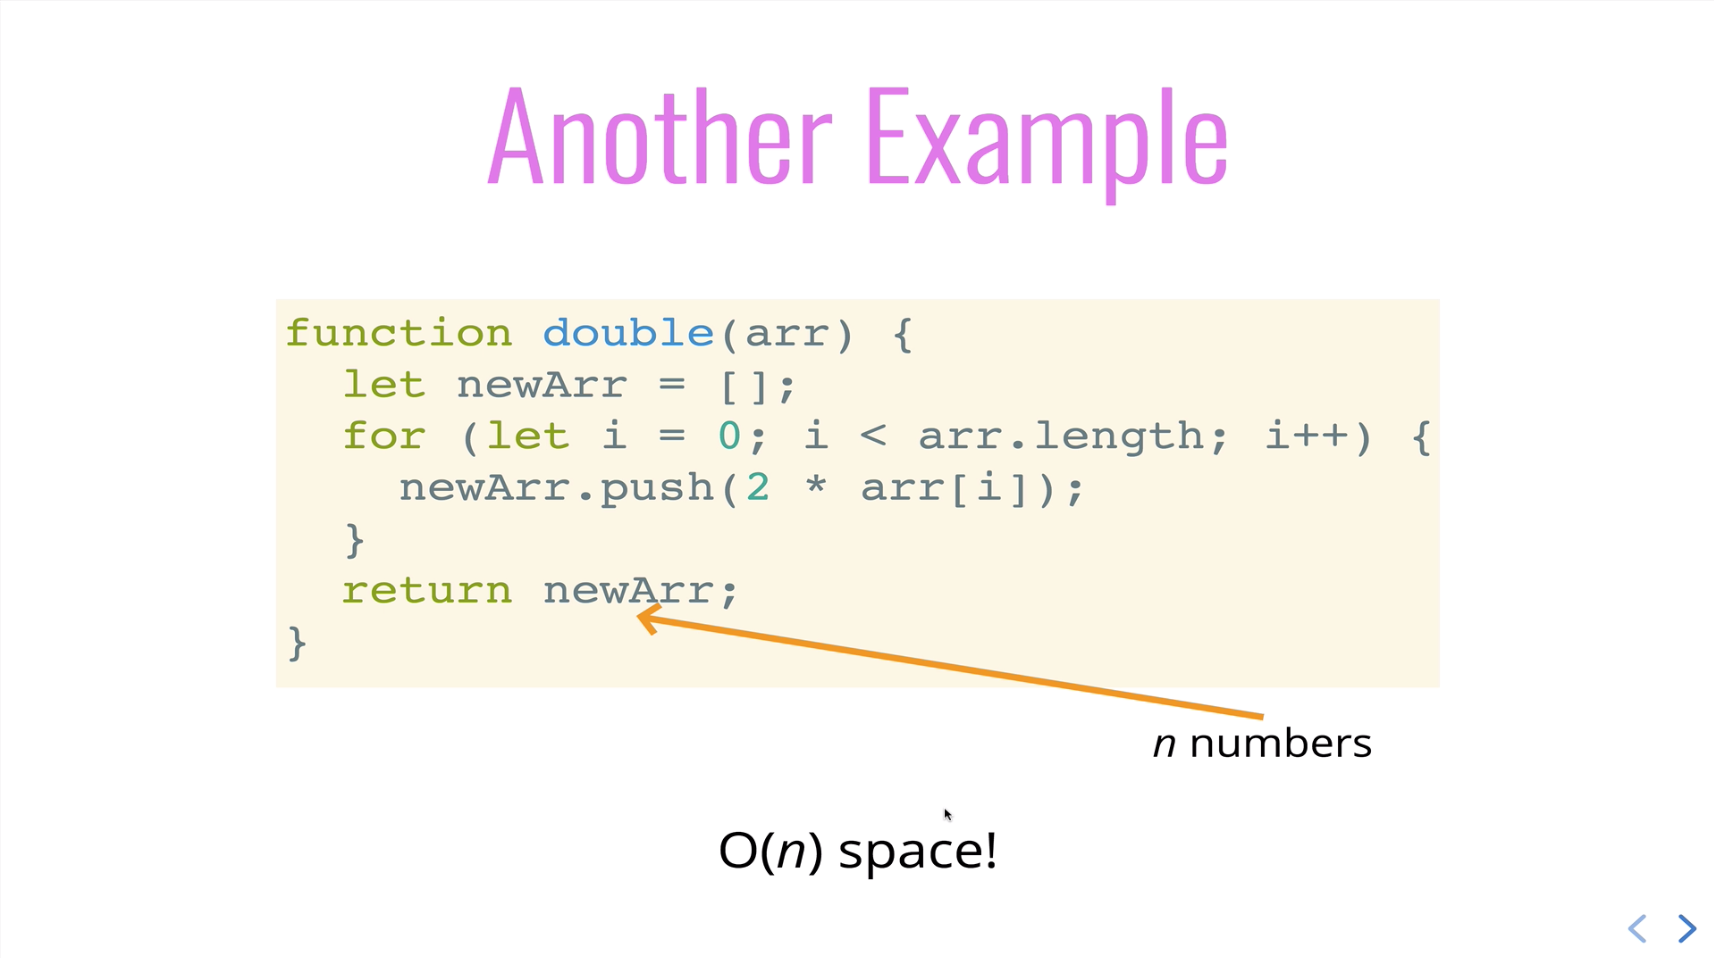 Another Example
function double(arr) {
  let newArr = [];
  for (let i = 0; i < arr.length; i++) {
    newArr.push(2 * arr[i]);
  }
  return newArr;
}
n numbers
O(n) space!